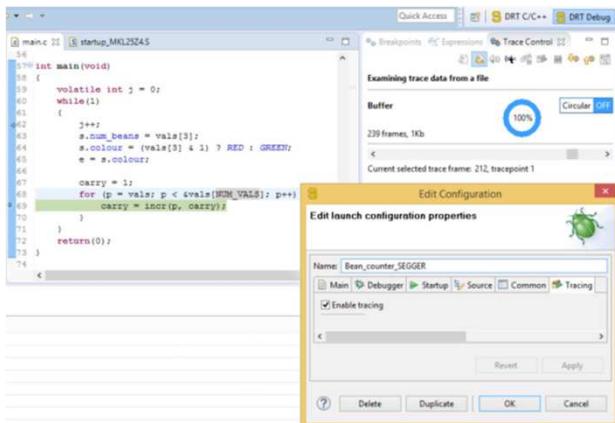 Quick Access
DRT C/C++
DRT Debug
main.c
startup_MKL25Z4.S
Breakpoints
Expressions
Trace Control
56
57 int main(void)
58 {
59 volatile int j = 0;
60 while(1)
61 {
62 j++;
63 s.num_beans = vals[3];
64 s.colour = (vals[3] & 1) ? RED : GREEN;
65 e = s.colour;
66
67 carry = 1;
68 for (p = vals; p < &vals[NUM_VALS]; p++)
69 carry = incr(p, carry);
70 }
71 }
72 return(0);
73 }
74
Examining trace data from a file
Buffer
100%
Circular OFF
239 frames, 1Kb
Current selected trace frame: 212, tracepoint 1
Edit Configuration
Edit launch configuration properties
Name: Bean_counter_SEGGER
Main
Debugger
Startup
Source
Common
Tracing
Enable tracing
Revert
Apply
Delete
Duplicate
OK
Cancel